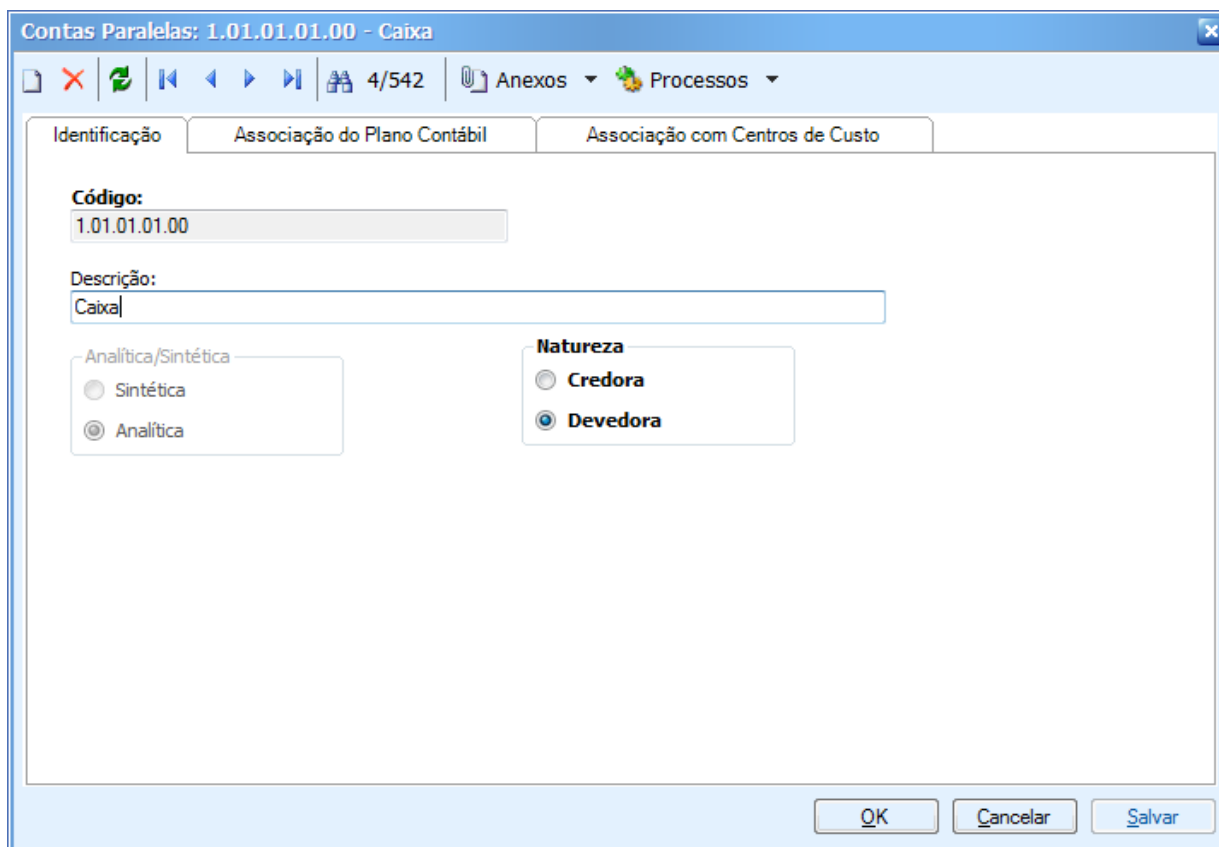 Contas Paralelas: 1.01.01.01.00 - Caixa
4/542 Anexos Processos
Identificação Associação do Plano Contábil Associação com Centros de Custo
Código:
1.01.01.01.00
Descrição:
Caixa
Analítica/Sintética
Sintética
Analítica
Natureza
Credora
Devedora
OK Cancelar Salvar